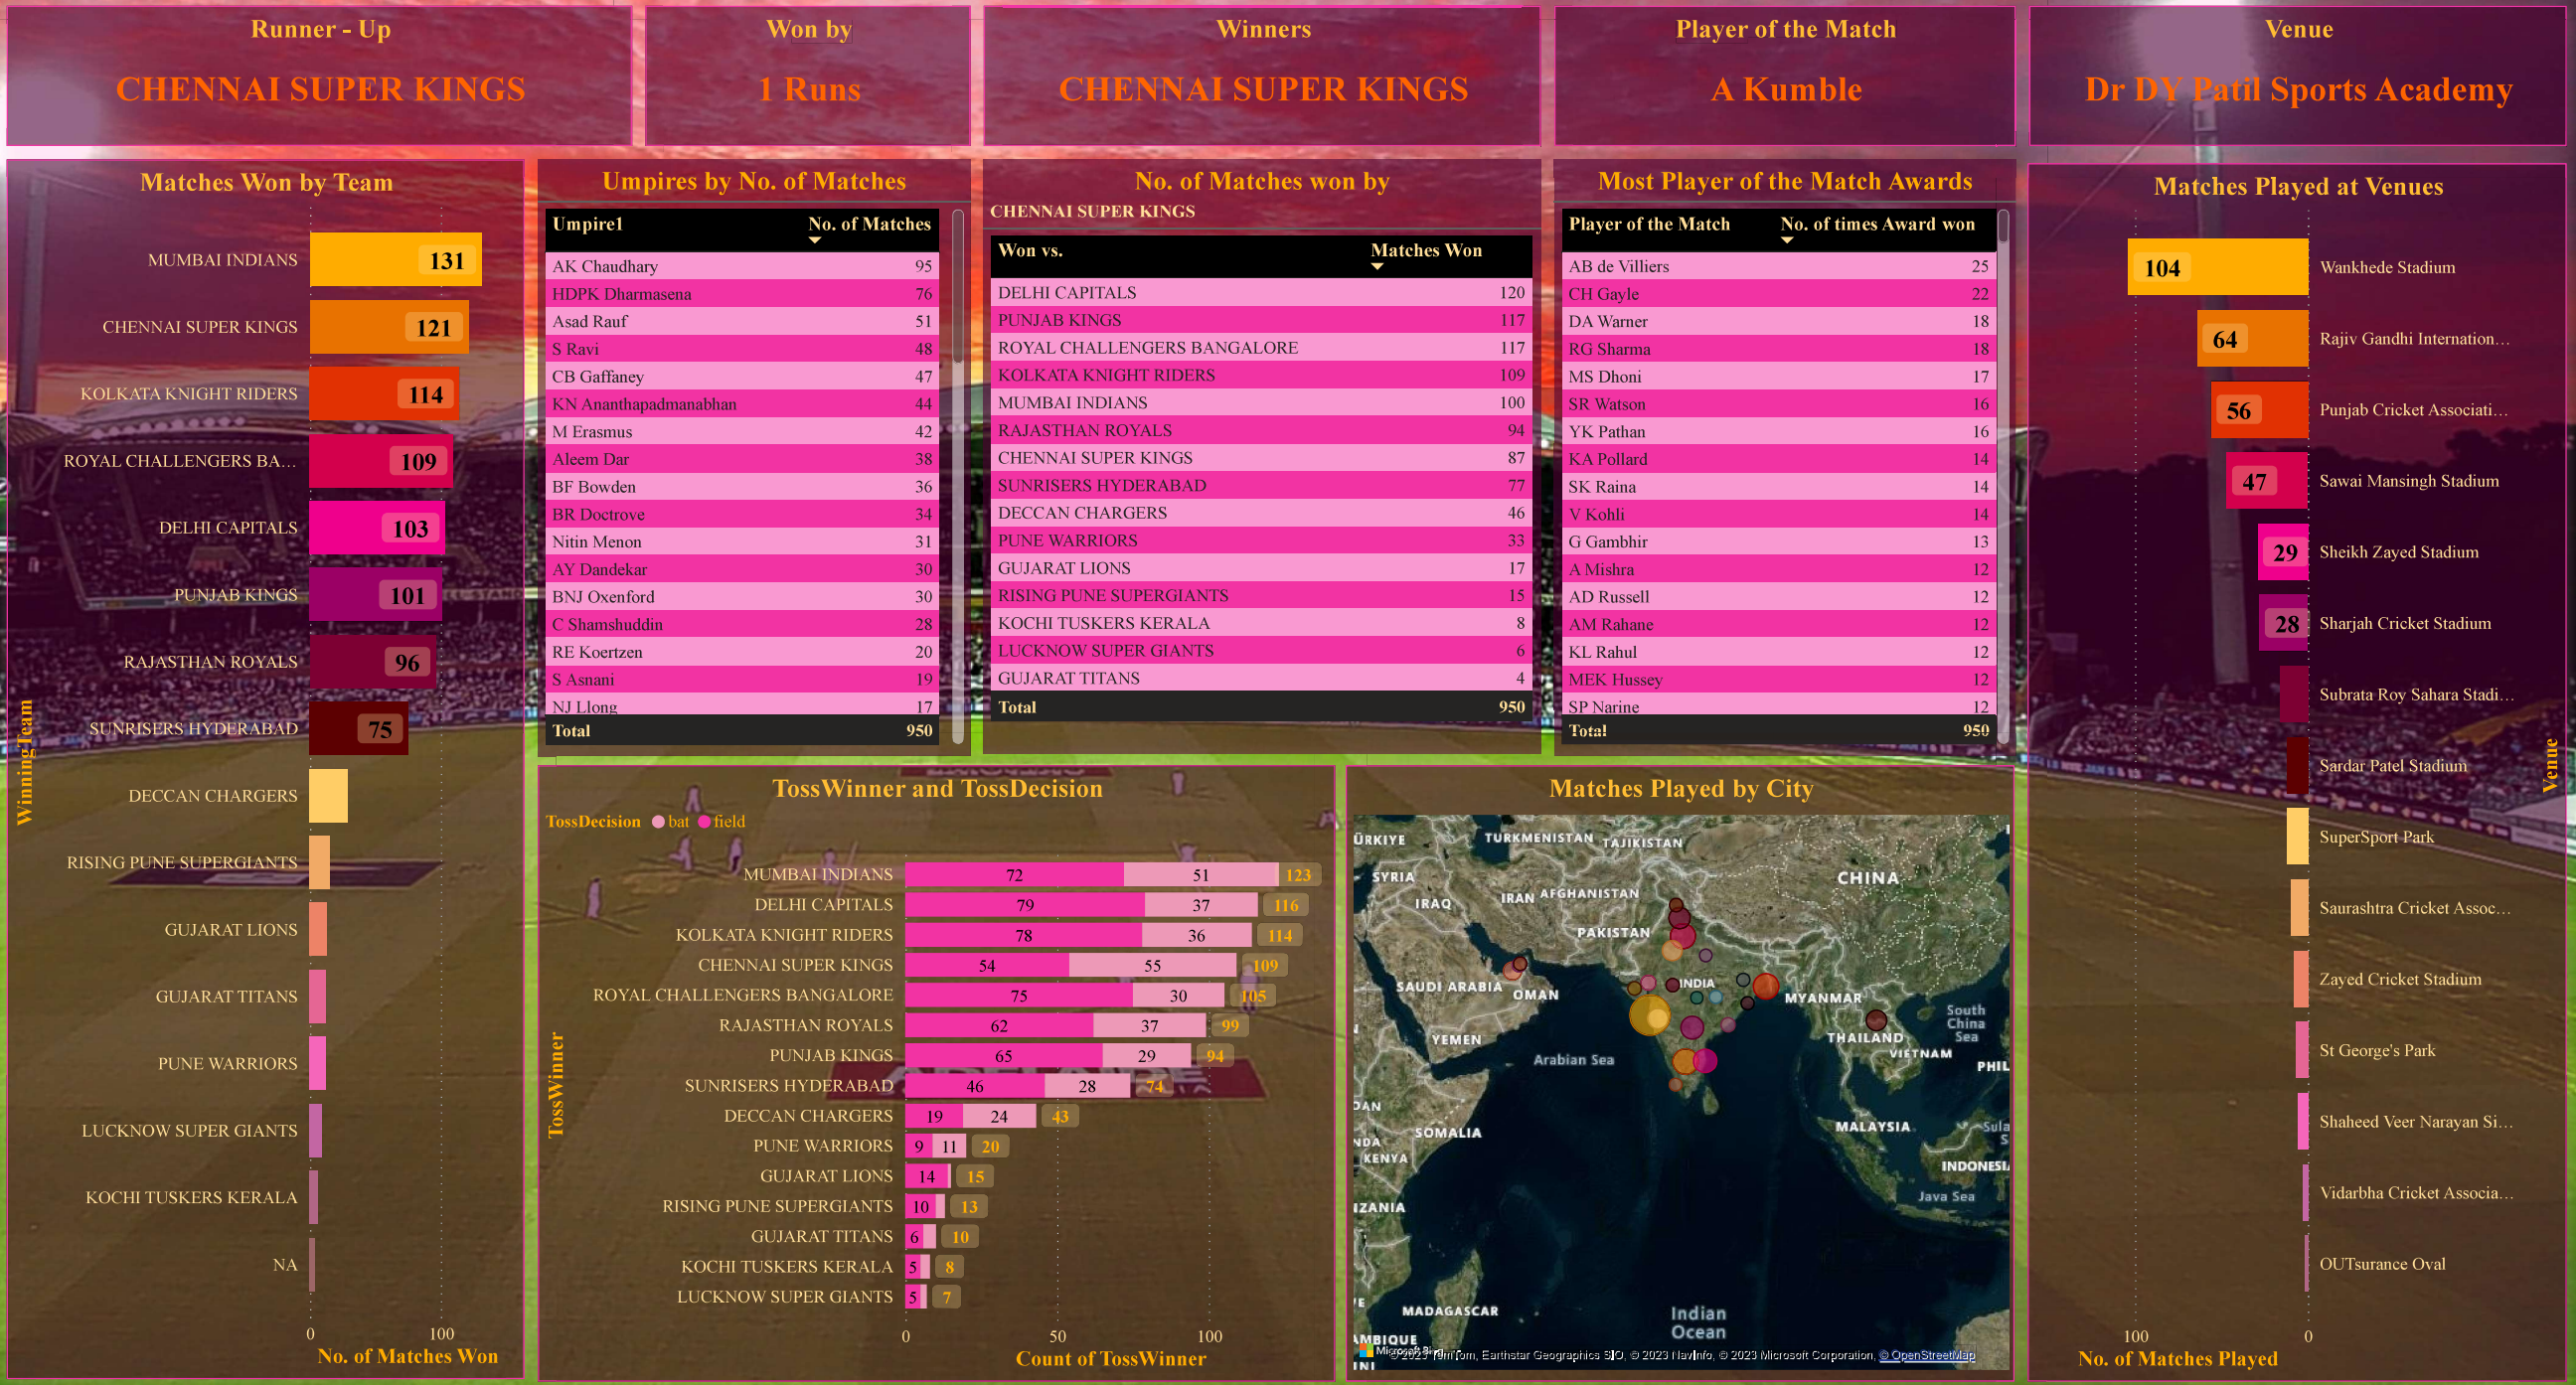 Runner - Up
CHENNAI SUPER KINGS
Won by
1 Runs
Winners
CHENNAI SUPER KINGS
Player of the Match
A Kumble
Venue
Dr DY Patil Sports Academy
Matches Won by Team
WinningTeam
MUMBAI INDIANS 131
CHENNAI SUPER KINGS 121
KOLKATA KNIGHT RIDERS 114
ROYAL CHALLENGERS BA... 109
DELHI CAPITALS 103
PUNJAB KINGS 101
RAJASTHAN ROYALS 96
SUNRISERS HYDERABAD 75
DECCAN CHARGERS
RISING PUNE SUPERGIANTS
GUJARAT LIONS
GUJARAT TITANS
PUNE WARRIORS
LUCKNOW SUPER GIANTS
KOCHI TUSKERS KERALA
NA
0 100
No. of Matches Won
Umpires by No. of Matches
Umpire1 No. of Matches
AK Chaudhary 95
HDPK Dharmasena 76
Asad Rauf 51
S Ravi 48
CB Gaffaney 47
KN Ananthapadmanabhan 44
M Erasmus 42
Aleem Dar 38
BF Bowden 36
BR Doctrove 34
Nitin Menon 31
AY Dandekar 30
BNJ Oxenford 30
C Shamshuddin 28
RE Koertzen 20
S Asnani 19
NJ Llong 17
Total 950
No. of Matches won by
CHENNAI SUPER KINGS
Won vs. Matches Won
DELHI CAPITALS 120
PUNJAB KINGS 117
ROYAL CHALLENGERS BANGALORE 117
KOLKATA KNIGHT RIDERS 109
MUMBAI INDIANS 100
RAJASTHAN ROYALS 94
CHENNAI SUPER KINGS 87
SUNRISERS HYDERABAD 77
DECCAN CHARGERS 46
PUNE WARRIORS 33
GUJARAT LIONS 17
RISING PUNE SUPERGIANTS 15
KOCHI TUSKERS KERALA 8
LUCKNOW SUPER GIANTS 6
GUJARAT TITANS 4
Total 950
Most Player of the Match Awards
Player of the Match No. of times Award won
AB de Villiers 25
CH Gayle 22
DA Warner 18
RG Sharma 18
MS Dhoni 17
SR Watson 16
YK Pathan 16
KA Pollard 14
SK Raina 14
V Kohli 14
G Gambhir 13
A Mishra 12
AD Russell 12
AM Rahane 12
KL Rahul 12
MEK Hussey 12
SP Narine 12
Total 950
TossWinner and TossDecision
TossDecision bat field
TossWinner
MUMBAI INDIANS 72 51 123
DELHI CAPITALS 79 37 116
KOLKATA KNIGHT RIDERS 78 36 114
CHENNAI SUPER KINGS 54 55 109
ROYAL CHALLENGERS BANGALORE 75 30 105
RAJASTHAN ROYALS 62 37 99
PUNJAB KINGS 65 29 94
SUNRISERS HYDERABAD 46 28 74
DECCAN CHARGERS 19 24 43
PUNE WARRIORS 9 11 20
GUJARAT LIONS 14 15
RISING PUNE SUPERGIANTS 10 13
GUJARAT TITANS 6 10
KOCHI TUSKERS KERALA 5 8
LUCKNOW SUPER GIANTS 5 7
0 50 100
Count of TossWinner
Matches Played by City
ÜRKIYE TURKMENISTAN TAJIKISTAN
SYRIA CHINA
IRAQ IRAN AFGHANISTAN
PAKISTAN
SAUDI ARABIA OMAN INDIA MYANMAR
South
China
Sea
YEMEN THAILAND
VIETNAM
Arabian Sea PHIL
DAN
SOMALIA MALAYSIA Sula
S
NDA
KENYA INDONESIA
Java Sea
NZANIA
MADAGASCAR Indian
Ocean
AMBIQUE
© 2023 TomTom, Earthstar Geographics SIO, © 2023 NavInfo, © 2023 Microsoft Corporation, © OpenStreetMap
Matches Played at Venues
Venue
104 Wankhede Stadium
64 Rajiv Gandhi Internation...
56 Punjab Cricket Associati...
47 Sawai Mansingh Stadium
29 Sheikh Zayed Stadium
28 Sharjah Cricket Stadium
Subrata Roy Sahara Stadi...
Sardar Patel Stadium
SuperSport Park
Saurashtra Cricket Assoc...
Zayed Cricket Stadium
St George's Park
Shaheed Veer Narayan Si...
Vidarbha Cricket Associa...
OUTsurance Oval
100 0
No. of Matches Played